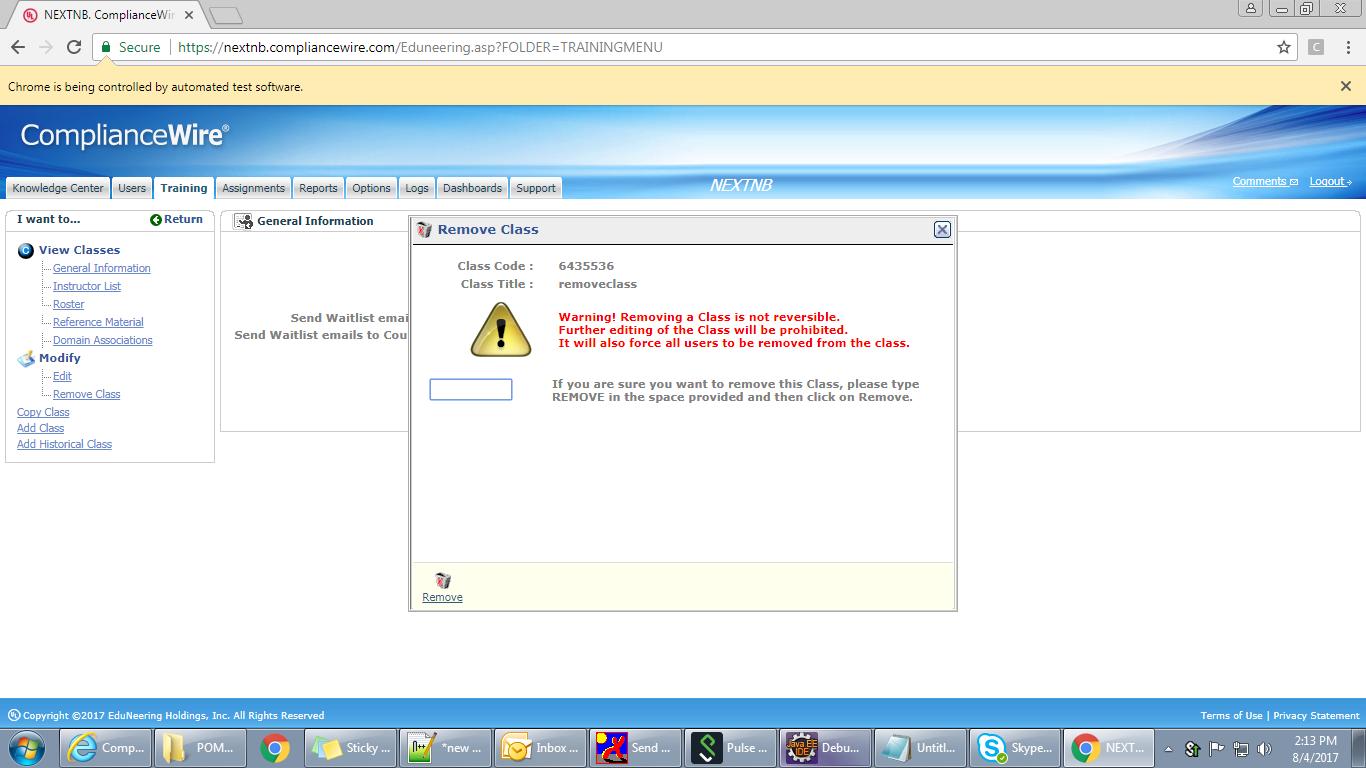 NEXTNB. ComplianceWir
Secure https://nextnb.compliancewire.com/Eduneering.asp?FOLDER=TRAININGMENU
Chrome is being controlled by automated test software.
ComplianceWire®
Knowledge Center Users Training Assignments Reports Options Logs Dashboards Support NEXTNB Comments Logout
I want to... Return
General Information
Remove Class
View Classes
General Information
Instructor List
Roster
Reference Material
Domain Associations
Modify
Edit
Remove Class
Copy Class
Add Class
Add Historical Class
Send Waitlist emai
Send Waitlist emails to Cou
Class Code : 6435536
Class Title : removeclass
Warning! Removing a Class is not reversible.
Further editing of the Class will be prohibited.
It will also force all users to be removed from the class.
If you are sure you want to remove this Class, please type
REMOVE in the space provided and then click on Remove.
Remove
Copyright ©2017 EduNeering Holdings, Inc. All Rights Reserved Terms of Use | Privacy Statement
Comp... POM... Sticky ... *new ... Inbox ... Send ... Pulse ... Debu... Untitl... Skype... NEXT... 2:13 PM
8/4/2017